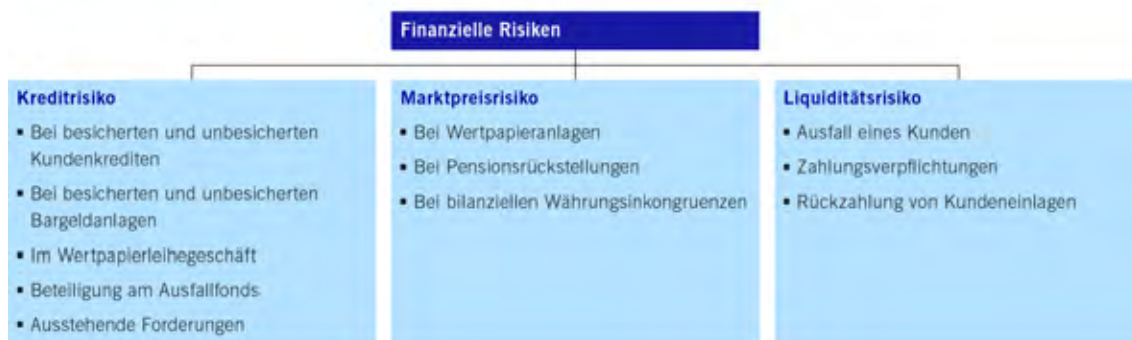 Finanzielle Risiken
Kreditrisiko
▪ Bei besicherten und unbesicherten
Kundenkrediten
▪ Bei besicherten und unbesicherten
Bargeldanlagen
▪ Im Wertpapierleihegeschäft
▪ Beteiligung am Ausfallfonds
▪ Ausstehende Forderungen
Marktpreisrisiko
▪ Bei Wertpapieranlagen
▪ Bei Pensionsrückstellungen
▪ Bei bilanziellen Währungsinkongruenzen
Liquiditätsrisiko
▪ Ausfall eines Kunden
▪ Zahlungsverpflichtungen
▪ Rückzahlung von Kundeneinlagen